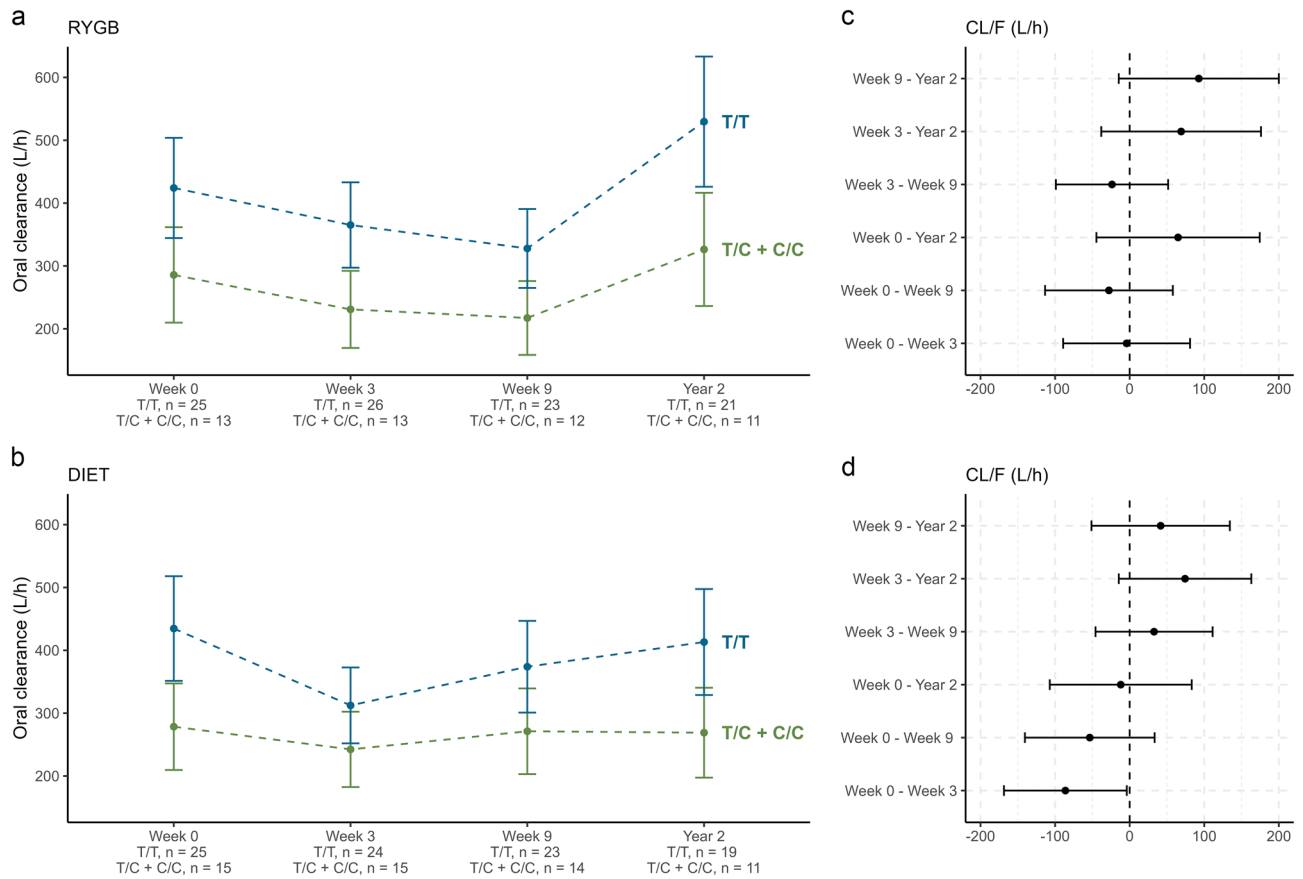 a
RYGB
Oral clearance (L/h)
600
500
400
300
200
T/T
T/C + C/C
Week 0
T/T, n = 25
T/C + C/C, n = 13
Week 3
T/T, n = 26
T/C + C/C, n = 13
Week 9
T/T, n = 23
T/C + C/C, n = 12
Year 2
T/T, n = 21
T/C + C/C, n = 11
c
CL/F (L/h)
Week 9 - Year 2
Week 3 - Year 2
Week 3 - Week 9
Week 0 - Year 2
Week 0 - Week 9
Week 0 - Week 3
-200
-100
0
100
200
b
DIET
Oral clearance (L/h)
600
500
400
300
200
T/T
T/C + C/C
Week 0
T/T, n = 25
T/C + C/C, n = 15
Week 3
T/T, n = 24
T/C + C/C, n = 15
Week 9
T/T, n = 23
T/C + C/C, n = 14
Year 2
T/T, n = 19
T/C + C/C, n = 11
d
CL/F (L/h)
Week 9 - Year 2
Week 3 - Year 2
Week 3 - Week 9
Week 0 - Year 2
Week 0 - Week 9
Week 0 - Week 3
-200
-100
0
100
200